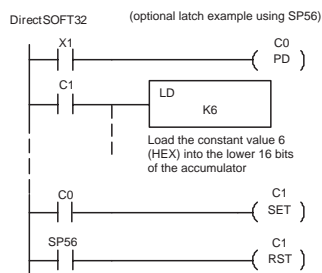 DirectSOFT32
(optional latch example using SP56)
X1
C0
PD
C1
LD
K6
Load the constant value 6
(HEX) into the lower 16 bits
of the accumulator
C0
C1
SET
SP56
C1
RST